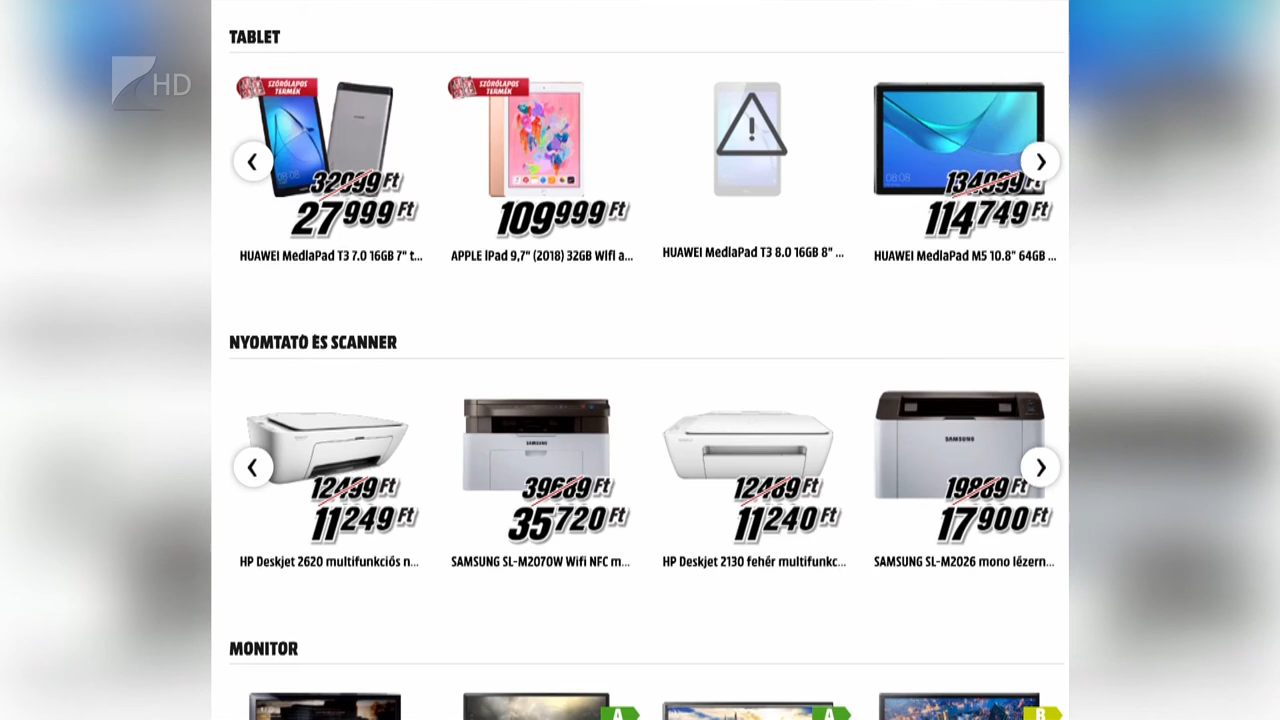 HD
TABLET
SZÓRÓLAPOS
TERMÉK
SZÓRÓLAPOS
TERMÉK
32999 Ft
27999 Ft
109999 Ft
134999 Ft
114749 Ft
HUAWEI MediaPad T3 7.0 16GB 7" t...
APPLE iPad 9,7" (2018) 32GB Wifi a...
HUAWEI MediaPad T3 8.0 16GB 8" ...
HUAWEI MediaPad M5 10.8" 64GB ...
NYOMTATÓ ÉS SCANNER
SAMSUNG
SAMSUNG
12499 Ft
11249 Ft
39689 Ft
35720 Ft
12489 Ft
11240 Ft
19889 Ft
17900 Ft
HP Deskjet 2620 multifunkciós n...
SAMSUNG SL-M2070W Wifi NFC m...
HP Deskjet 2130 fehér multifunkc...
SAMSUNG SL-M2026 mono lézern...
MONITOR
A
A
B